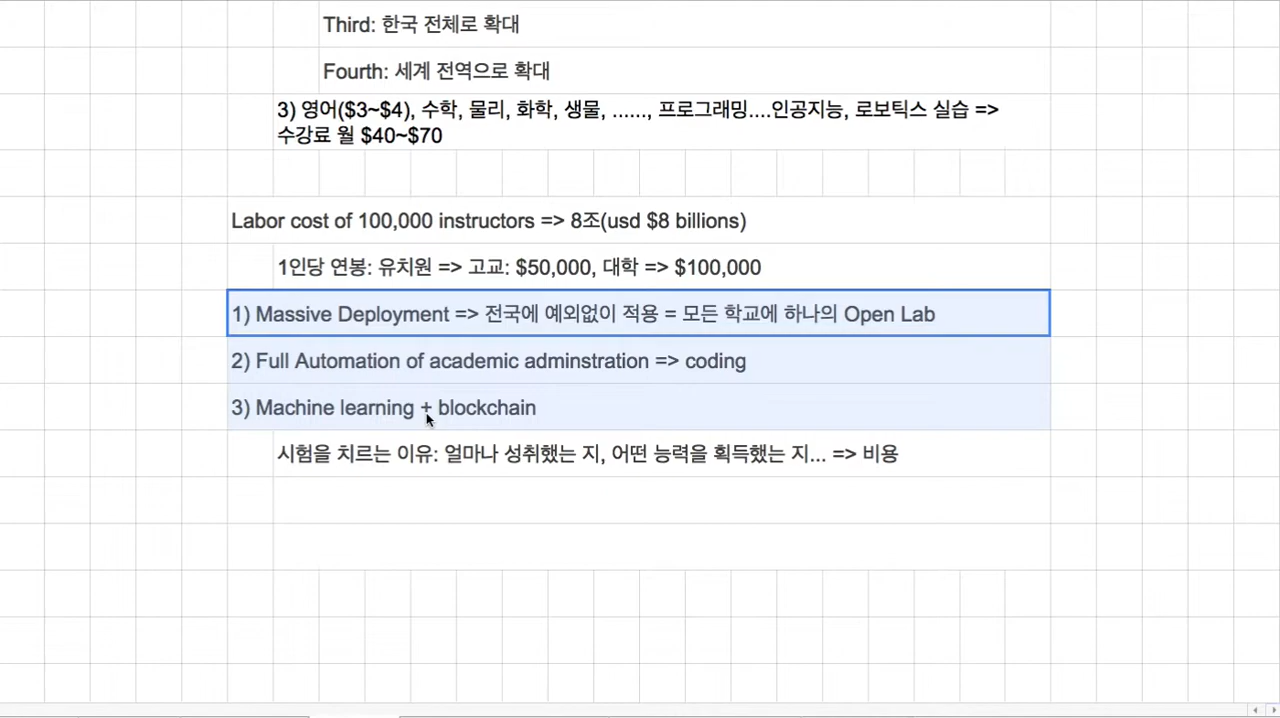 Third: 한국 전체로 확대
Fourth: 세계 전역으로 확대
3) 영어($3~$4), 수학, 물리, 화학, 생물, ......, 프로그래밍....인공지능, 로보틱스 실습 =>
수강료 월 $40~$70
Labor cost of 100,000 instructors => 8조(usd $8 billions)
1인당 연봉: 유치원 => 고교: $50,000, 대학 => $100,000
1) Massive Deployment => 전국에 예외없이 적용 = 모든 학교에 하나의 Open Lab
2) Full Automation of academic adminstration => coding
3) Machine learning + blockchain
시험을 치르는 이유: 얼마나 성취했는 지, 어떤 능력을 획득했는 지... => 비용